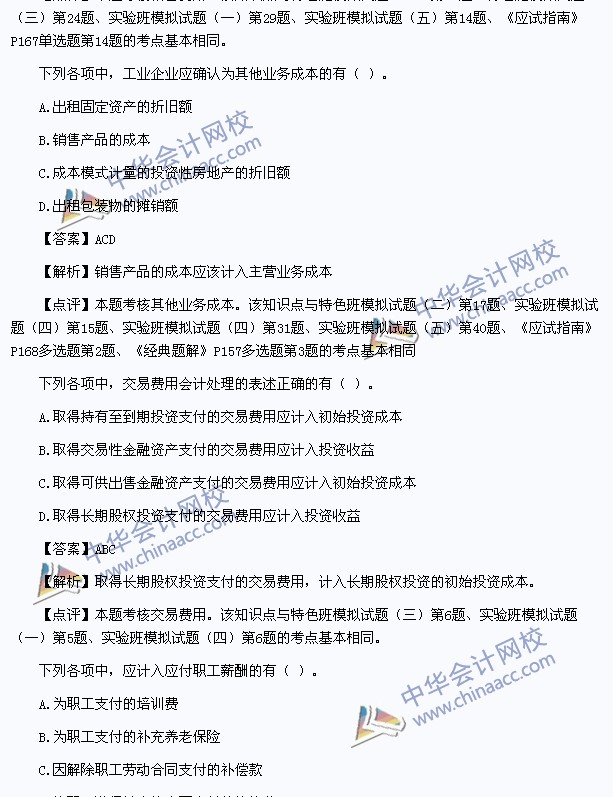 （三）第24题、实验班模拟试题（一）第29题、实验班模拟试题（五）第14题、《应试指南》
P167单选题第14题的考点基本相同。
下列各项中，工业企业应确认为其他业务成本的有（ ）。
A.出租固定资产的折旧额
B.销售产品的成本
C.成本模式计量的投资性房地产的折旧额
D.出租包装物的摊销额
【答案】ACD
【解析】销售产品的成本应该计入主营业务成本
【点评】本题考核其他业务成本。该知识点与特色班模拟试题（二）第17题、实验班模拟试
题（四）第15题、实验班模拟试题（四）第31题、实验班模拟试题（五）第40题、《应试指南》
P168多选题第2题、《经典题解》P157多选题第3题的考点基本相同
下列各项中，交易费用会计处理的表述正确的有（ ）。
A.取得持有至到期投资支付的交易费用应计入初始投资成本
B.取得交易性金融资产支付的交易费用应计入投资收益
C.取得可供出售金融资产支付的交易费用应计入初始投资成本
D.取得长期股权投资支付的交易费用应计入投资收益
【答案】ABC
【解析】取得长期股权投资支付的交易费用，计入长期股权投资的初始投资成本。
【点评】本题考核交易费用。该知识点与特色班模拟试题（三）第6题、实验班模拟试题
（一）第5题、实验班模拟试题（四）第6题的考点基本相同。
下列各项中，应计入应付职工薪酬的有（ ）。
A.为职工支付的培训费
B.为职工支付的补充养老保险
C.因解除职工劳动合同支付的补偿款
中华会计网校
www.chinaacc.com
中华会计网校
www.chinaacc.com
中华会计网校
www.chinaacc.com
中华会计网校
www.chinaacc.com